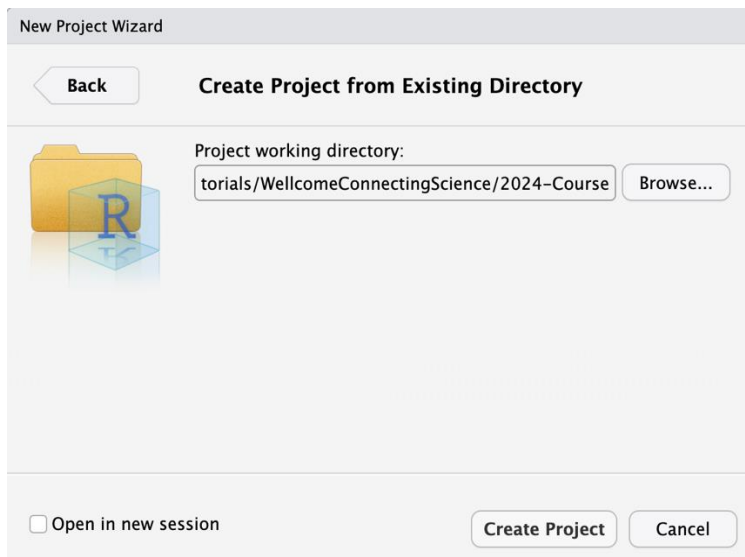 New Project Wizard
Back
Create Project from Existing Directory
Project working directory:
torials/WellcomeConnectingScience/2024-Course
Browse...
R
Open in new session
Create Project
Cancel